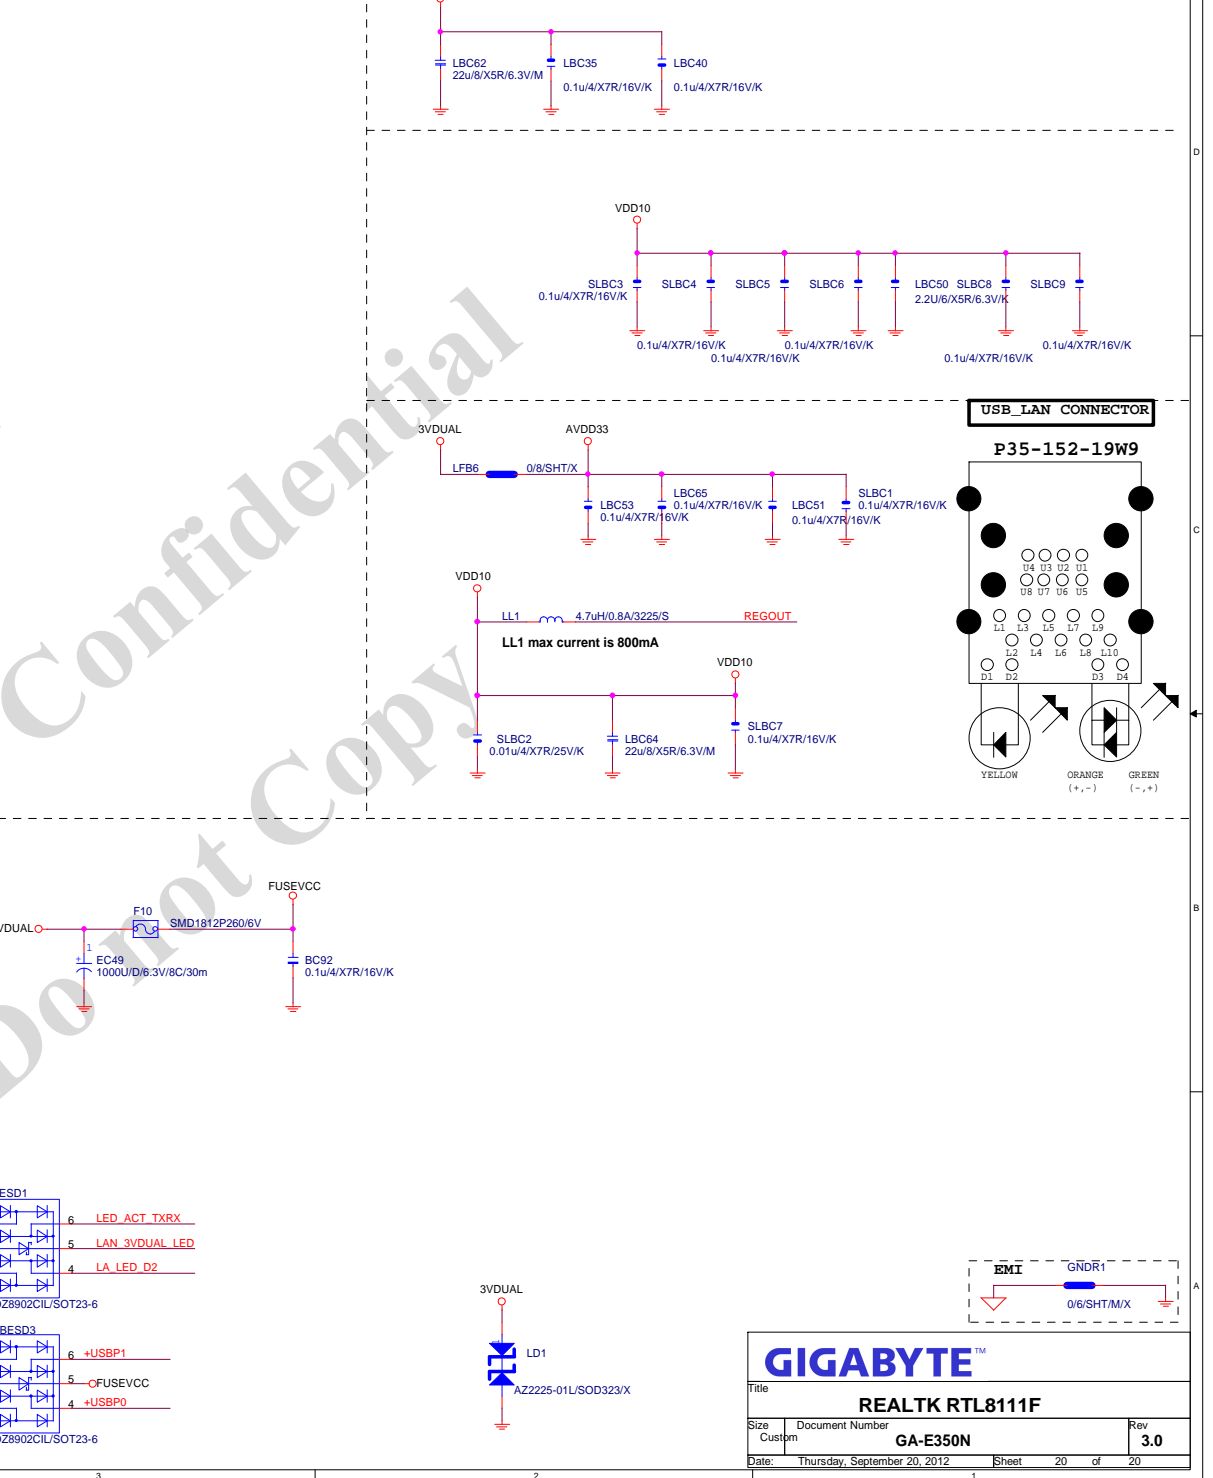 LBC62
22u/8/X5R/6.3V/M
LBC35
0.1u/4/X7R/16V/K
LBC40
0.1u/4/X7R/16V/K
D
VDD10
SLBC3
0.1u/4/X7R/16V/K
SLBC4
0.1u/4/X7R/16V/K
SLBC5
0.1u/4/X7R/16V/K
SLBC6
0.1u/4/X7R/16V/K
LBC50
2.2U/6/X5R/6.3V/K
SLBC8
0.1u/4/X7R/16V/K
SLBC9
0.1u/4/X7R/16V/K
Confidential
Do not Copy
3VDUAL
AVDD33
LFB6
0/8/SHT/X
LBC53
0.1u/4/X7R/16V/K
LBC65
0.1u/4/X7R/16V/K
LBC51
0.1u/4/X7R/16V/K
SLBC1
0.1u/4/X7R/16V/K
USB_LAN CONNECTOR
P35-152-19W9
U4 U3 U2 U1
U8 U7 U6 U5
L1 L3 L5 L7 L9
L2 L4 L6 L8 L10
D1 D2 D3 D4
YELLOW
ORANGE
(+,-)
GREEN
(-,+)
C
VDD10
LL1
4.7uH/0.8A/3225/S
REGOUT
LL1 max current is 800mA
VDD10
SLBC2
0.01u/4/X7R/25V/K
LBC64
22u/8/X5R/6.3V/M
SLBC7
0.1u/4/X7R/16V/K
FUSEVCC
F10
SMD1812P260/6V
VDUAL
1
+
EC49
1000U/D/6.3V/8C/30m
BC92
0.1u/4/X7R/16V/K
B
ESD1
6 LED_ACT_TXRX
5 LAN_3VDUAL_LED
4 LA_LED_D2
Z8902CIL/SOT23-6
BESD3
6 +USBP1
5 FUSEVCC
4 +USBP0
Z8902CIL/SOT23-6
3VDUAL
LD1
AZ2225-01L/SOD323/X
EMI
GNDR1
0/6/SHT/M/X
A
GIGABYTE™
Title
REALTK RTL8111F
Size
Custom
Document Number
GA-E350N
Rev
3.0
Date: Thursday, September 20, 2012 Sheet 20 of 20
3 2 1